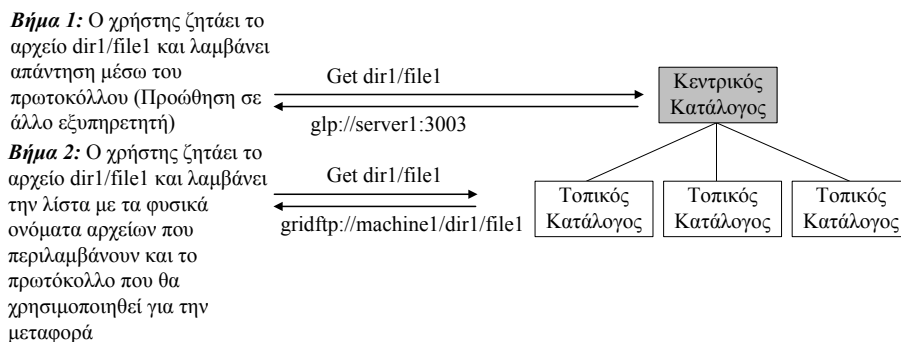 Βήμα 1: Ο χρήστης ζητάει το
αρχείο dir1/file1 και λαμβάνει
απάντηση μέσω του
πρωτοκόλλου (Προώθηση σε
άλλο εξυπηρετητή)
Βήμα 2: Ο χρήστης ζητάει το
αρχείο dir1/file1 και λαμβάνει
την λίστα με τα φυσικά
ονόματα αρχείων που
περιλαμβάνουν και το
πρωτόκολλο που θα
χρησιμοποιηθεί για την
μεταφορά
Get dir1/file1
glp://server1:3003
Get dir1/file1
gridftp://machine1/dir1/file1
Κεντρικός
Κατάλογος
Τοπικός
Κατάλογος
Τοπικός
Κατάλογος
Τοπικός
Κατάλογος